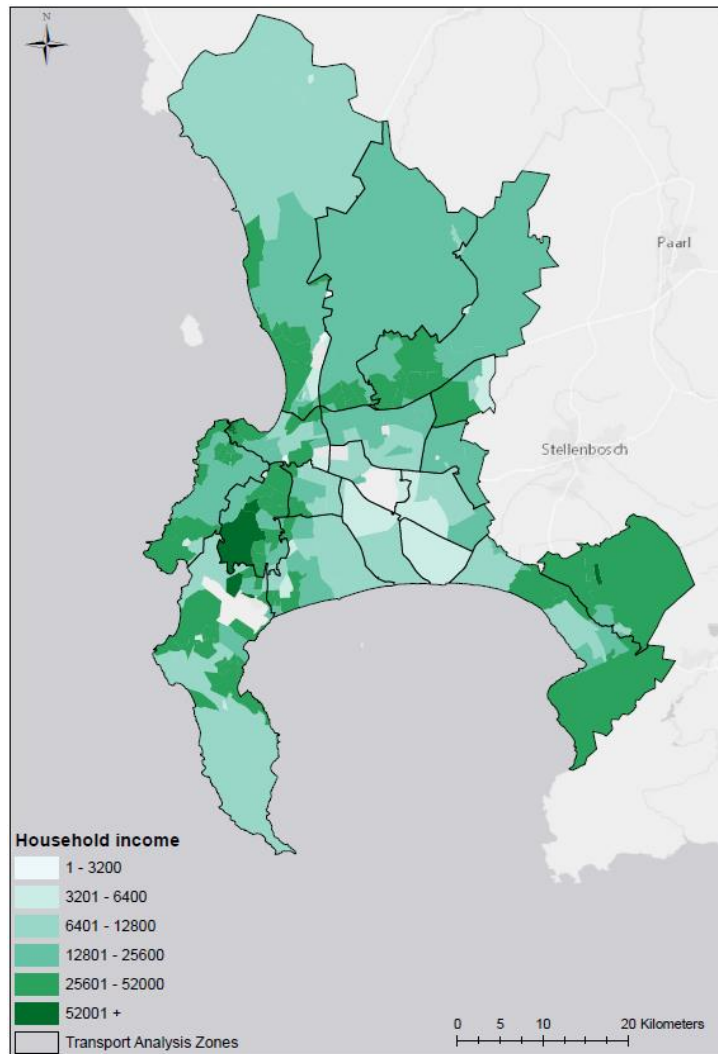 N
Paarl
Stellenbosch
Household income
1 - 3200
3201 - 6400
6401 - 12800
12801 - 25600
25601 - 52000
52001 +
Transport Analysis Zones
0 5 10 20 Kilometers